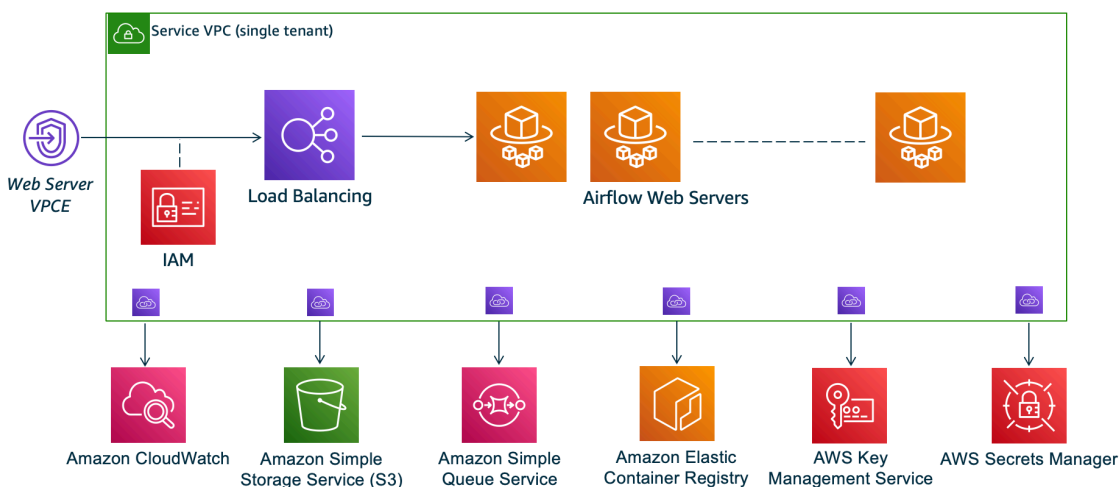 Service VPC (single tenant)
Web Server
VPCE
IAM
Load Balancing
Airflow Web Servers
Amazon CloudWatch
Amazon Simple
Storage Service (S3)
Amazon Simple
Queue Service
Amazon Elastic
Container Registry
AWS Key
Management Service
AWS Secrets Manager